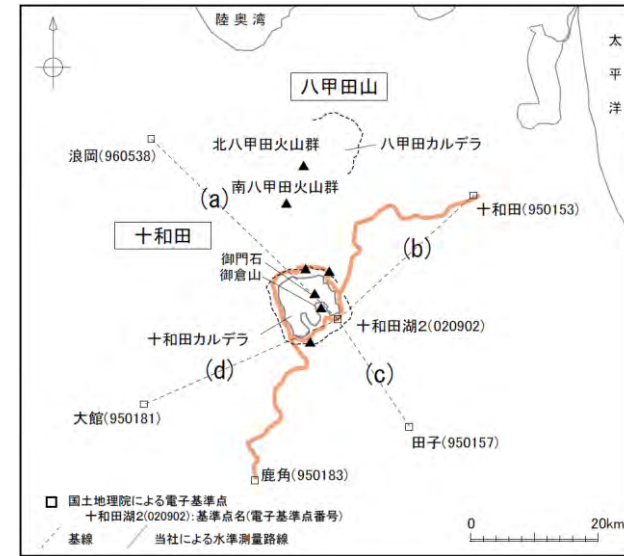 陸奥湾
太平洋
八甲田山
北八甲田火山群
八甲田カルデラ
浪岡(960538)
南八甲田火山群
(a)
十和田(950153)
十和田
(b)
御門石
御倉山
十和田湖2(020902)
十和田カルデラ
(d)
(c)
大館(950181)
田子(950157)
鹿角(950183)
国土地理院による電子基準点
十和田湖2(020902):基準点名(電子基準点番号)
基線
当社による水準測量路線
0
20km